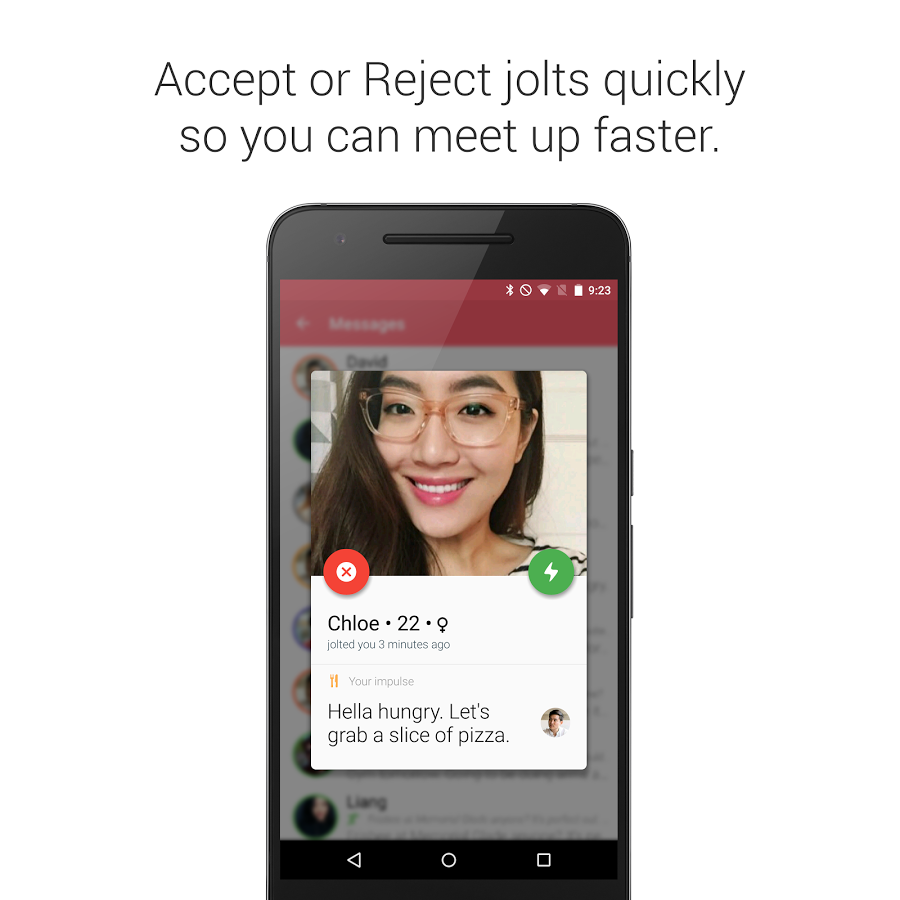 Accept or Reject jolts quickly
so you can meet up faster.
9:23
Messages
David
Chloe • 22 • ♀
jolted you 3 minutes ago
Your impulse
Hella hungry. Let's
grab a slice of pizza.
Liang